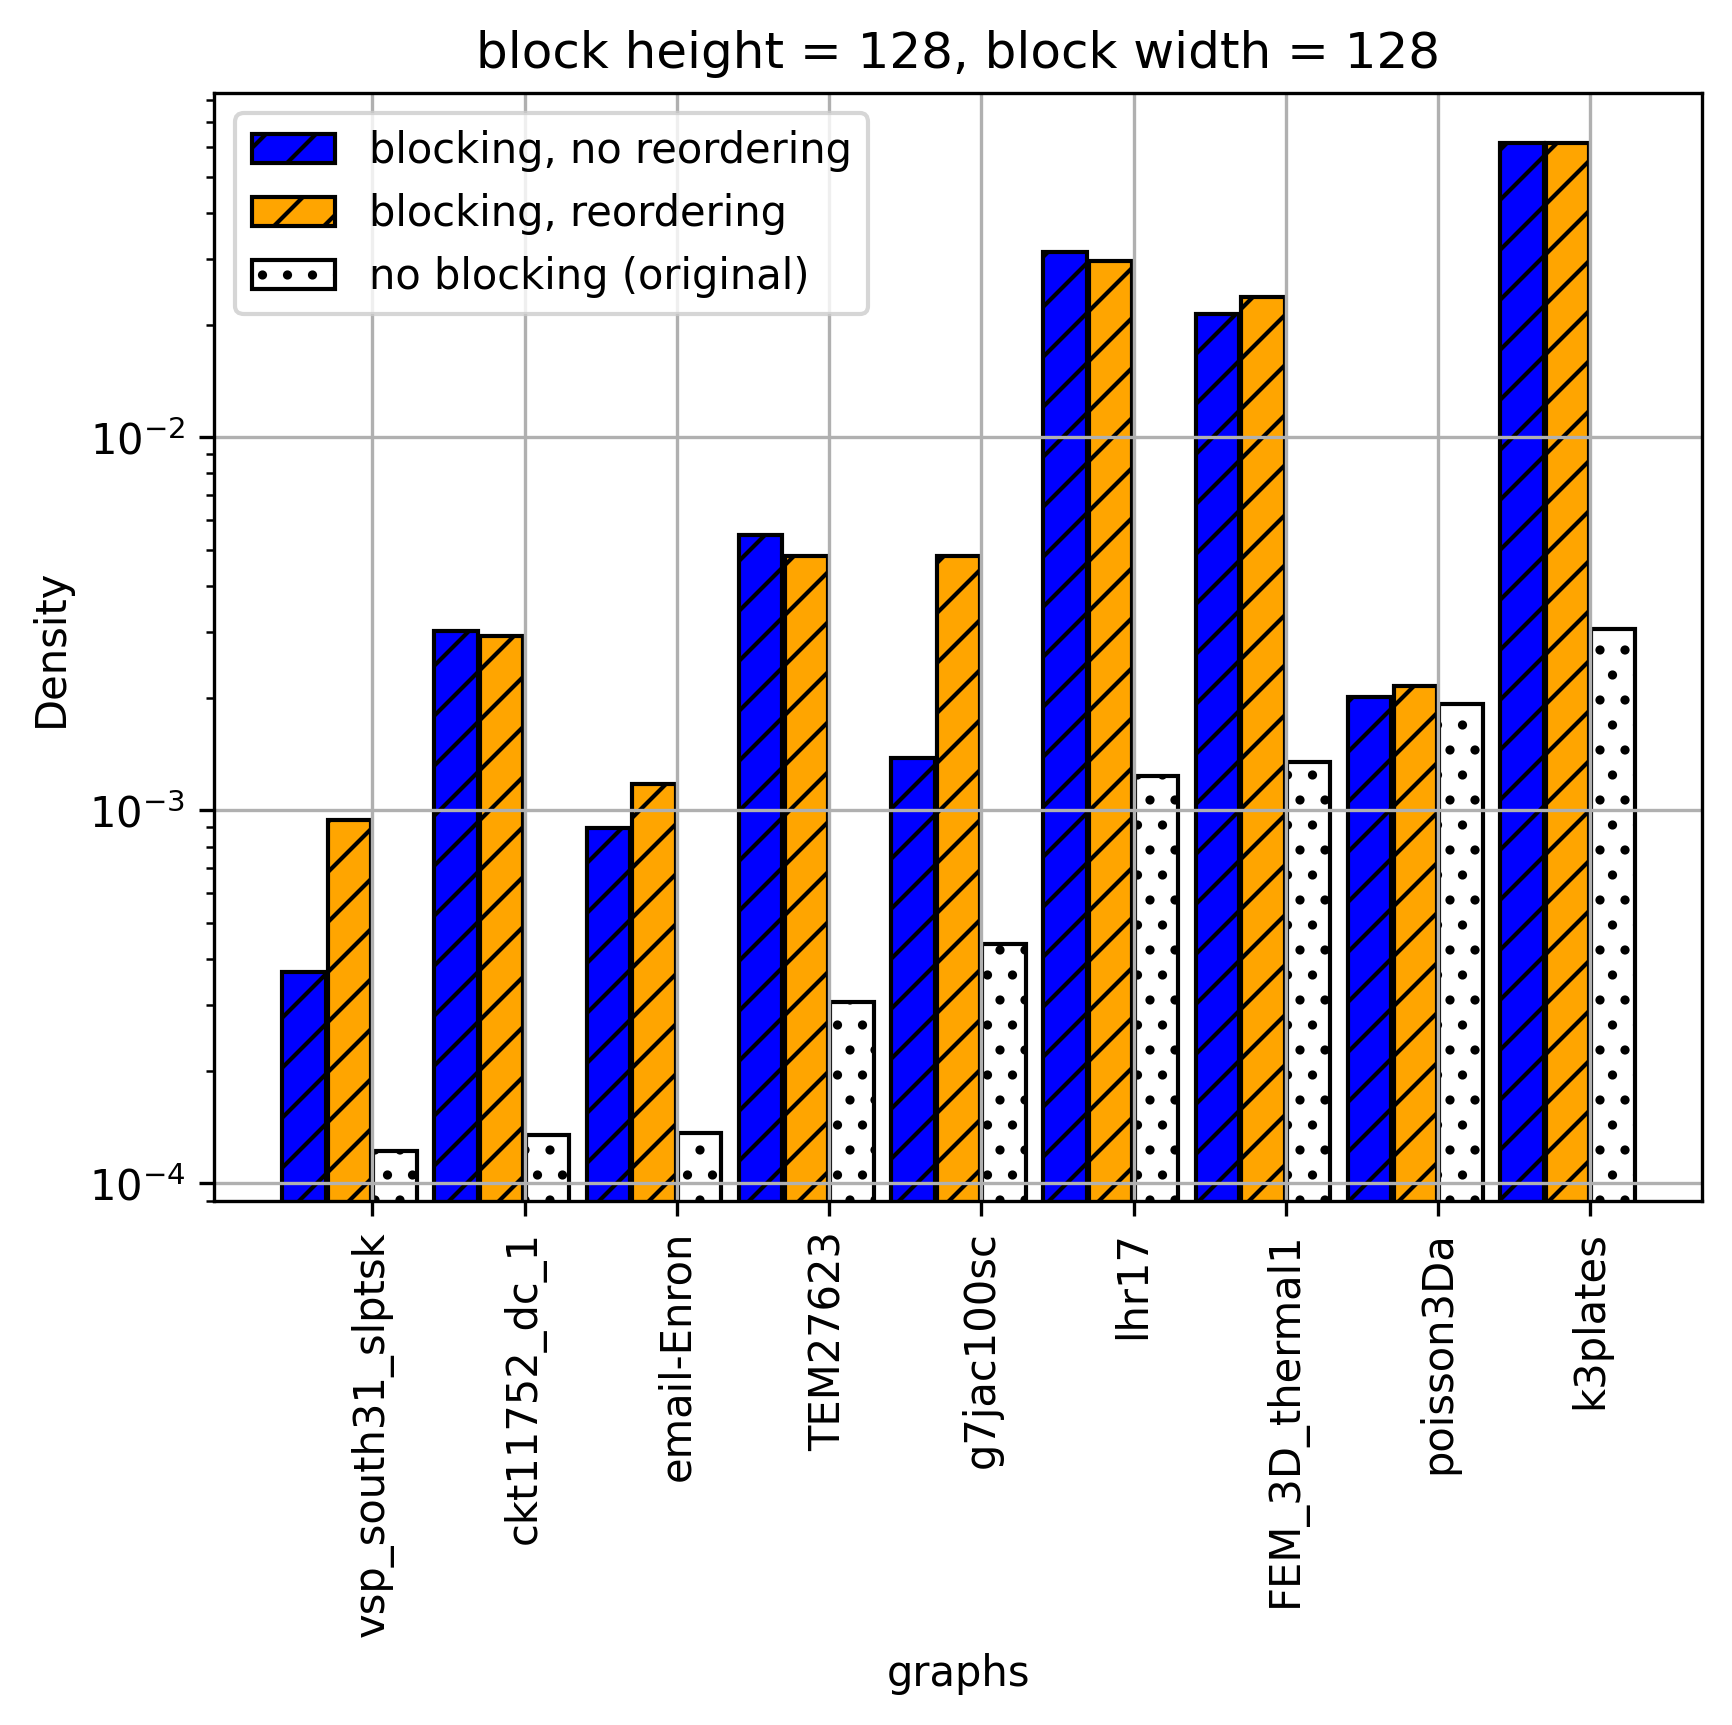 block height = 128, block width = 128
blocking, no reordering
blocking, reordering
no blocking (original)
Density
10⁻²
10⁻³
10⁻⁴
vsp_south31_slptsk
ckt11752_dc_1
email-Enron
TEM27623
g7jac100sc
lhr17
FEM_3D_thermal1
poisson3Da
k3plates
graphs